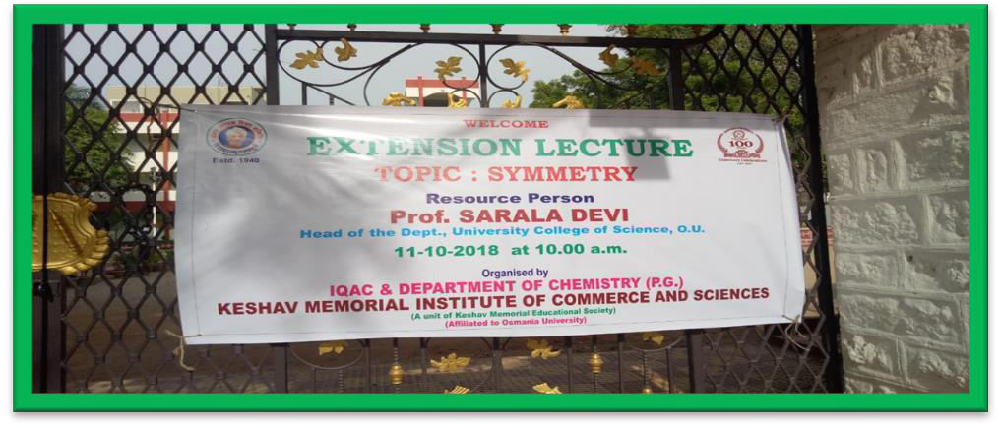 WELCOME
EXTENSION LECTURE
TOPIC : SYMMETRY
Resource Person
Prof. SARALA DEVI
Head of the Dept., University College of Science, O.U.
11-10-2018 at 10.00 a.m.
Organised by
IQAC & DEPARTMENT OF CHEMISTRY (P.G.)
KESHAV MEMORIAL INSTITUTE OF COMMERCE AND SCIENCES
(A unit of Keshav Memorial Educational Society)
(Affiliated to Osmania University)
Estd. 1940
100